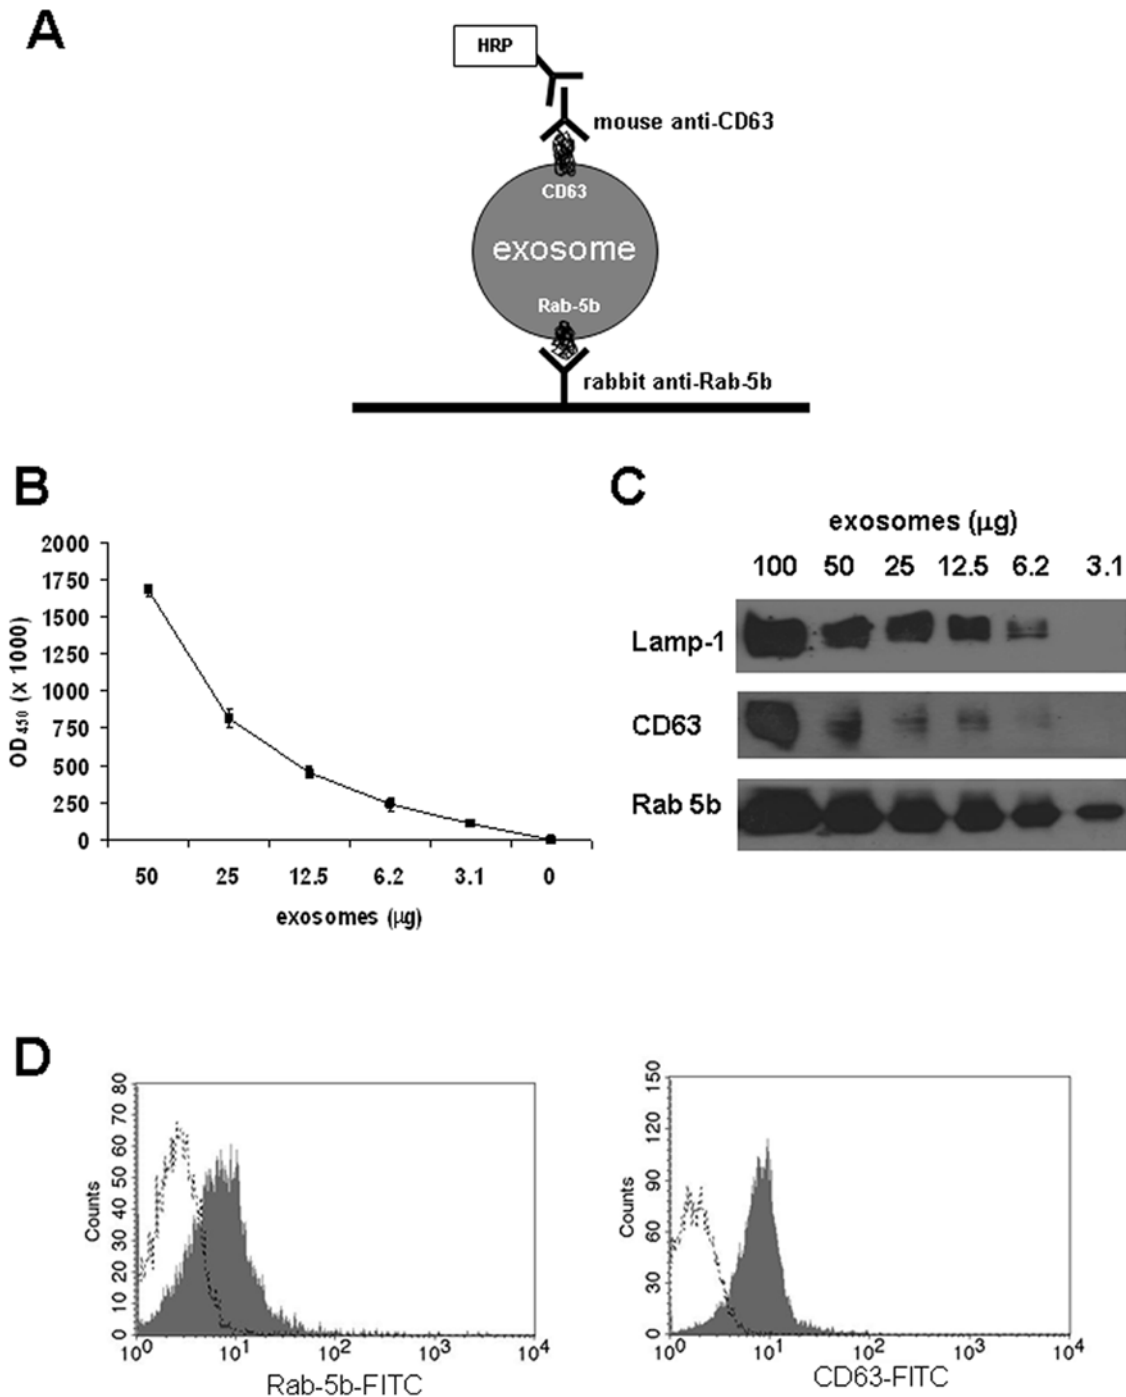 A
HRP
mouse anti-CD63
CD63
exosome
Rab-5b
rabbit anti-Rab-5b
B
2000
1750
1500
1250
1000
750
500
250
0
OD450 (x 1000)
50 25 12.5 6.2 3.1 0
exosomes (µg)
C
exosomes (µg)
100 50 25 12.5 6.2 3.1
Lamp-1
CD63
Rab 5b
D
80
70
60
50
40
30
20
10
0
Counts
10^0 10^1 10^2 10^3 10^4
Rab-5b-FITC
150
120
90
60
30
0
Counts
10^0 10^1 10^2 10^3 10^4
CD63-FITC